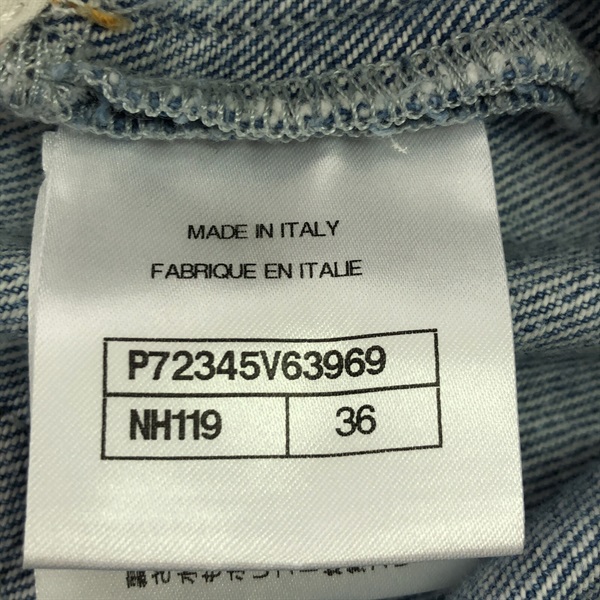 MADE IN ITALY
FABRIQUE EN ITALIE
P72345V63969
NH119 36